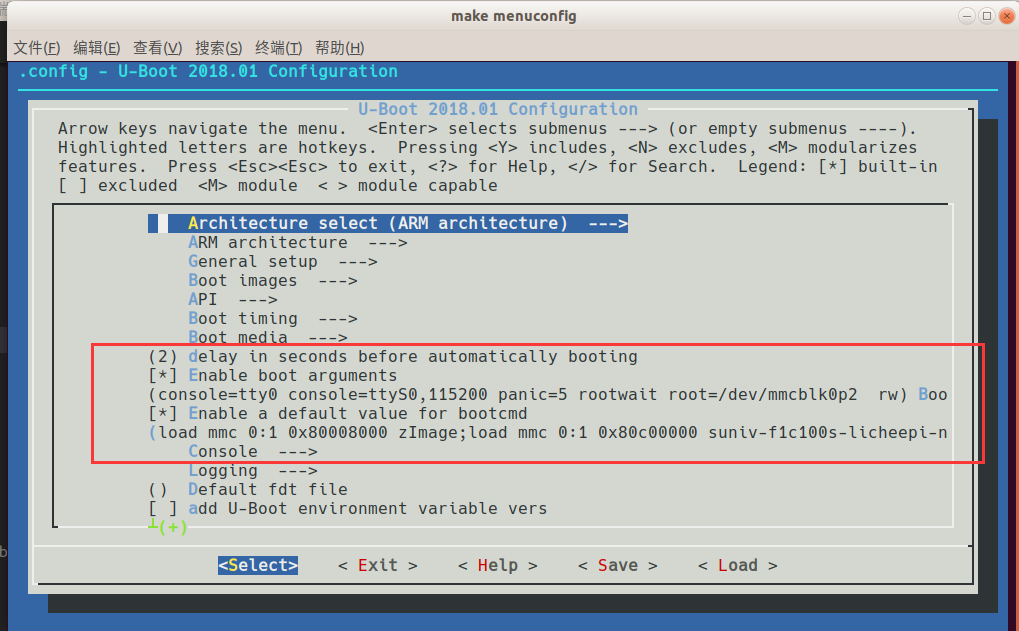 make menuconfig
文件(F) 编辑(E) 查看(V) 搜索(S) 终端(T) 帮助(H)
.config - U-Boot 2018.01 Configuration
U-Boot 2018.01 Configuration
Arrow keys navigate the menu.  <Enter> selects submenus ---> (or empty submenus ----).
Highlighted letters are hotkeys.  Pressing <Y> includes, <N> excludes, <M> modularizes
features.  Press <Esc><Esc> to exit, <?> for Help, </> for Search.  Legend: [*] built-in
[ ] excluded  <M> module  < > module capable
Architecture select (ARM architecture)  --->
ARM architecture  --->
General setup  --->
Boot images  --->
API  --->
Boot timing  --->
Boot media  --->
(2) delay in seconds before automatically booting
[*] Enable boot arguments
(console=tty0 console=ttyS0,115200 panic=5 rootwait root=/dev/mmcblk0p2  rw) Boo
[*] Enable a default value for bootcmd
(load mmc 0:1 0x80008000 zImage;load mmc 0:1 0x80c00000 suniv-f1c100s-licheepi-n
Console  --->
Logging  --->
() Default fdt file
[ ] add U-Boot environment variable vers
(+)
<Select> < Exit > < Help > < Save > < Load >